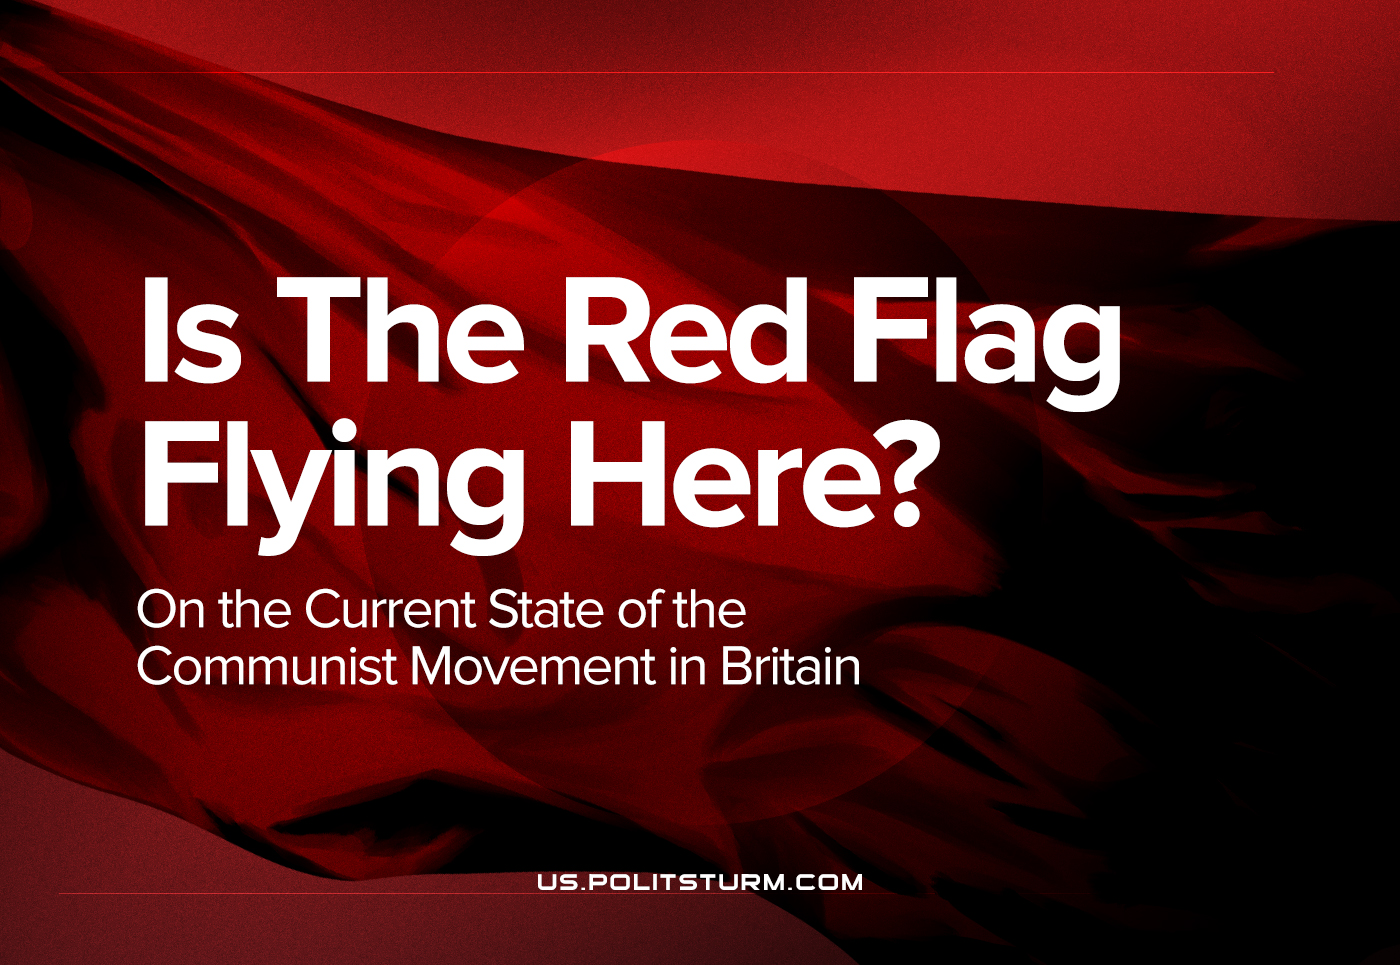 Is The Red Flag
Flying Here?
On the Current State of the
Communist Movement in Britain
US.POLITSTURM.COM